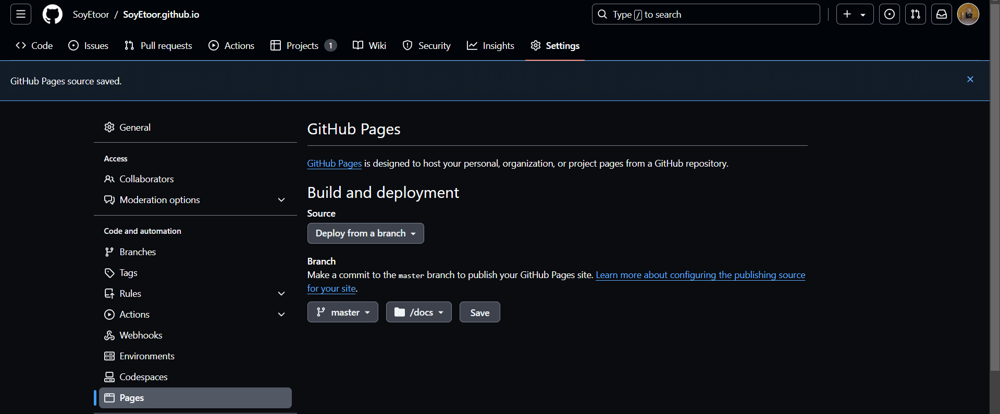 SoyEtoor / SoyEtoor.github.io
Type / to search
Code Issues Pull requests Actions Projects 1 Wiki Security Insights Settings
GitHub Pages source saved.
General
Access
Collaborators
Moderation options
Code and automation
Branches
Tags
Rules
Actions
Webhooks
Environments
Codespaces
Pages
GitHub Pages
GitHub Pages is designed to host your personal, organization, or project pages from a GitHub repository.
Build and deployment
Source
Deploy from a branch
Branch
Make a commit to the master branch to publish your GitHub Pages site. Learn more about configuring the publishing source
for your site.
master /docs Save